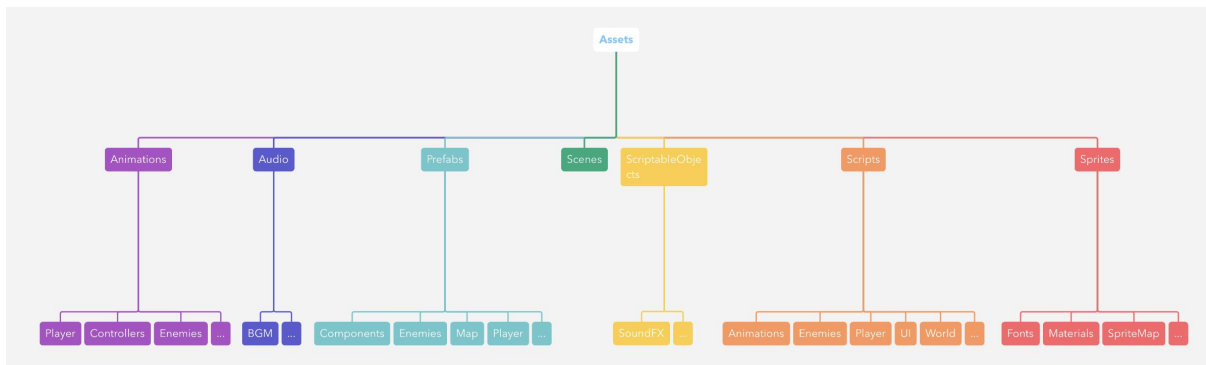 Assets
Animations
Audio
Prefabs
Scenes
ScriptableObje
cts
Scripts
Sprites
Player
Controllers
Enemies
...
BGM
...
Components
Enemies
Map
Player
...
SoundFX
...
Animations
Enemies
Player
UI
World
...
Fonts
Materials
SpriteMap
...